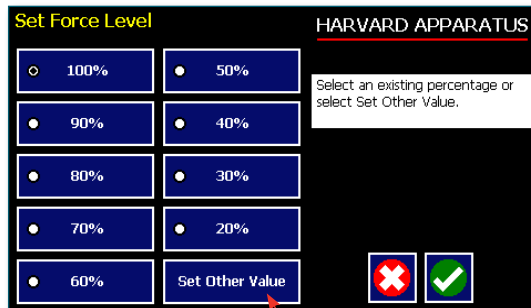 Set Force Level
HARVARD APPARATUS
100%
50%
90%
40%
80%
30%
70%
20%
60%
Set Other Value
Select an existing percentage or
select Set Other Value.